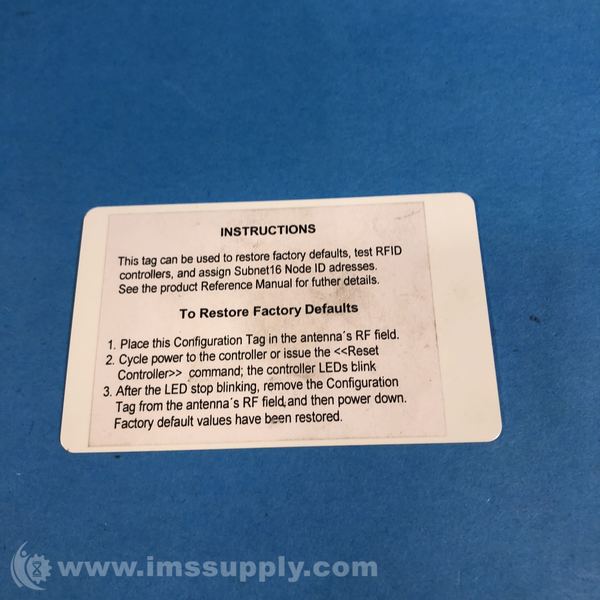 INSTRUCTIONS
This tag can be used to restore factory defaults, test RFID
controllers, and assign Subnet16 Node ID adresses.
See the product Reference Manual for futher details.
To Restore Factory Defaults
1. Place this Configuration Tag in the antenna´s RF field.
2. Cycle power to the controller or issue the <<Reset
Controller>> command; the controller LEDs blink
3. After the LED stop blinking, remove the Configuration
Tag from the antenna´s RF field, and then power down.
Factory default values have been restored.
www.imssupply.com